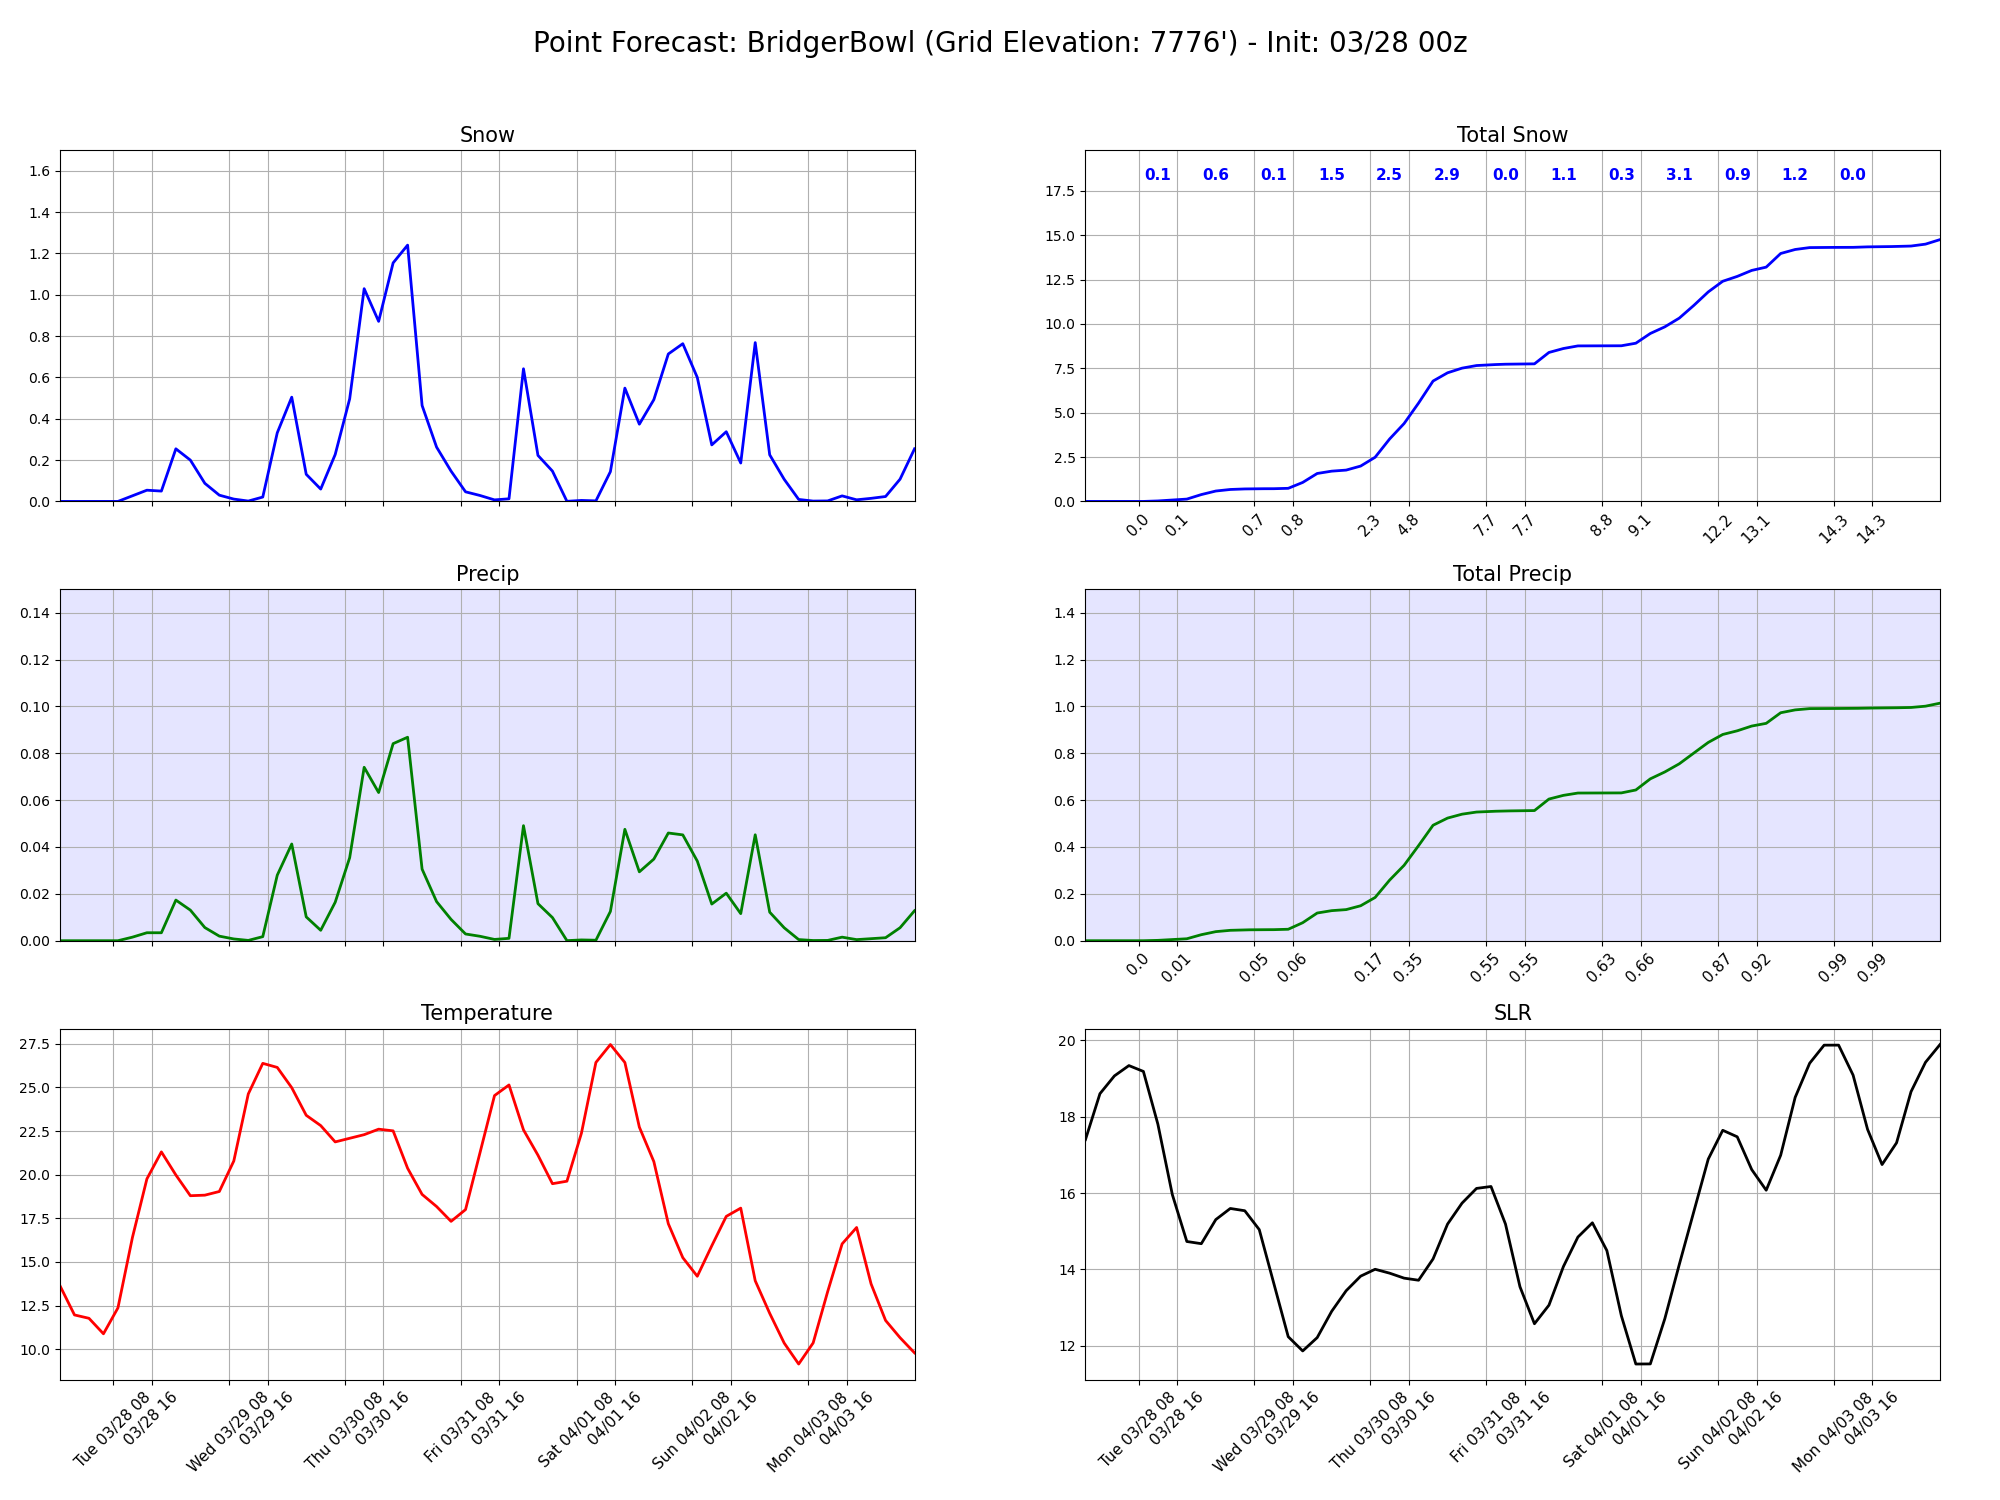 Point Forecast: BridgerBowl (Grid Elevation: 7776') - Init: 03/28 00z
Snow
1.6
1.4
1.2
1.0
0.8
0.6
0.4
0.2
0.0
Total Snow
0.1 0.6 0.1 1.5 2.5 2.9 0.0 1.1 0.3 3.1 0.9 1.2 0.0
17.5
15.0
12.5
10.0
7.5
5.0
2.5
0.0
0.0 0.1 0.7 0.8 2.3 4.8 7.7 7.7 8.8 9.1 12.2 13.1 14.3 14.3
Precip
0.14
0.12
0.10
0.08
0.06
0.04
0.02
0.00
Total Precip
1.4
1.2
1.0
0.8
0.6
0.4
0.2
0.0
0.0 0.01 0.05 0.06 0.17 0.35 0.55 0.55 0.63 0.66 0.87 0.92 0.99 0.99
Temperature
27.5
25.0
22.5
20.0
17.5
15.0
12.5
10.0
Tue 03/28 08
03/28 16
Wed 03/29 08
03/29 16
Thu 03/30 08
03/30 16
Fri 03/31 08
03/31 16
Sat 04/01 08
04/01 16
Sun 04/02 08
04/02 16
Mon 04/03 08
04/03 16
SLR
20
18
16
14
12
Tue 03/28 08
03/28 16
Wed 03/29 08
03/29 16
Thu 03/30 08
03/30 16
Fri 03/31 08
03/31 16
Sat 04/01 08
04/01 16
Sun 04/02 08
04/02 16
Mon 04/03 08
04/03 16